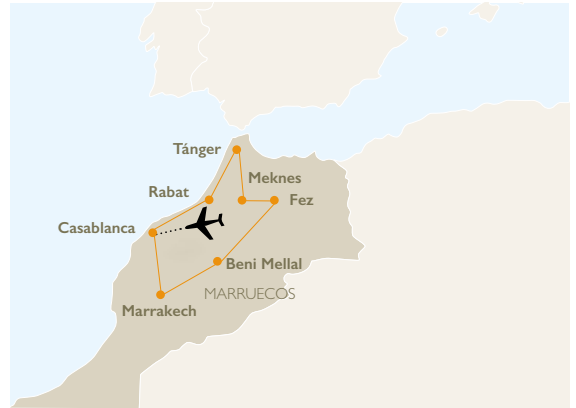 Tánger
Meknes
Rabat
Fez
Casablanca
Beni Mellal
MARRUECOS
Marrakech